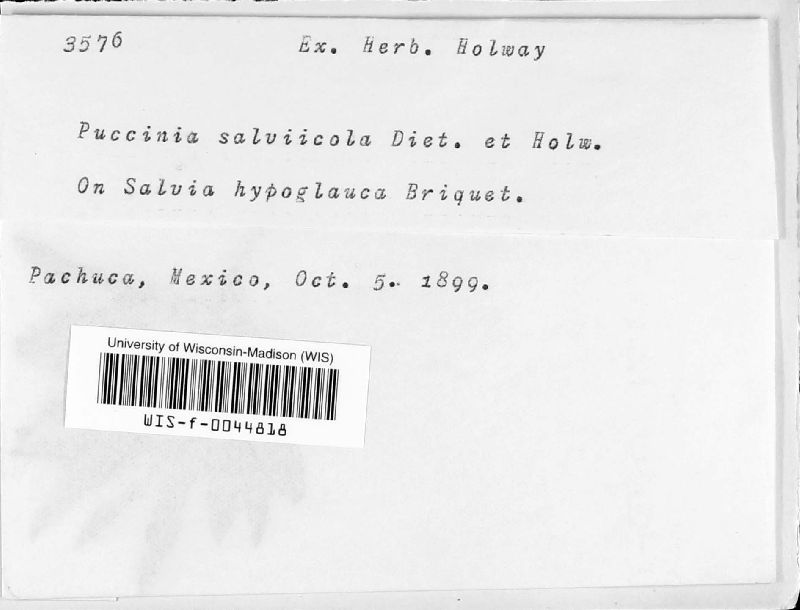 3576 Ex. Herb. Holway
Puccinia salviicola Diet. et Holw.
On Salvia hypoglauca Briquet.
Pachuca, Mexico, Oct. 5. 1899.
University of Wisconsin-Madison (WIS)
WIS-f-0044818